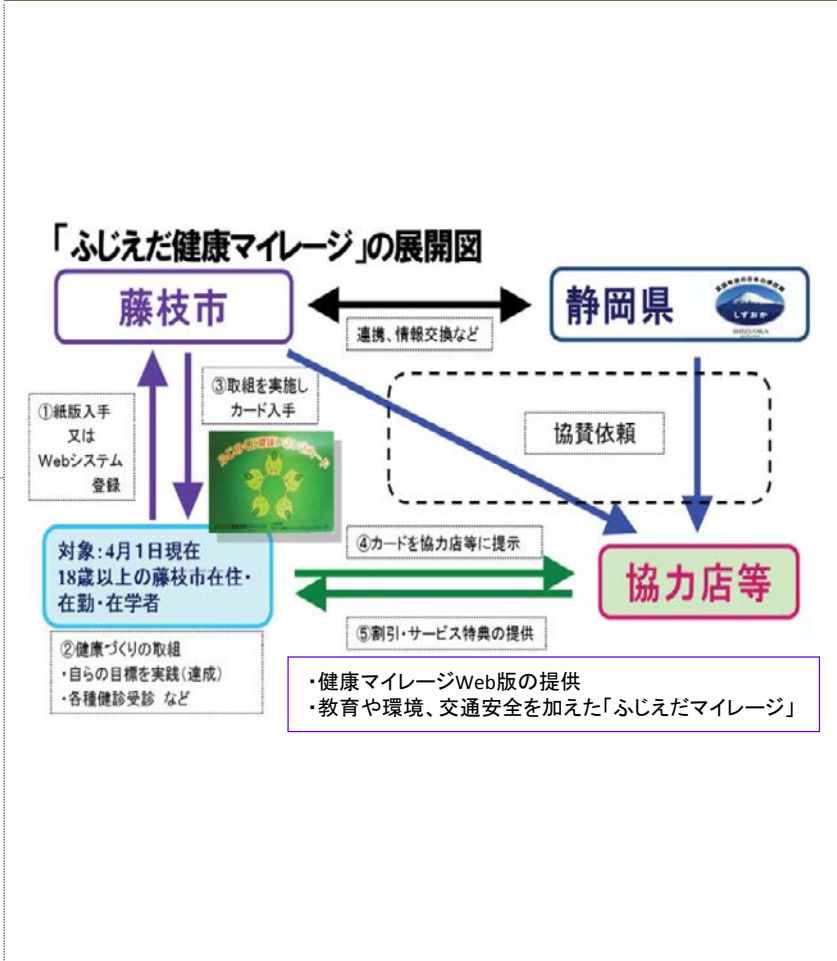 「ふじえだ健康マイレージ」の展開図
藤枝市
静岡県
しずおか
SHIZUOKA
連携、情報交換など
①紙版入手
又は
Webシステム
登録
③取組を実施し
カード入手
協賛依頼
対象:4月1日現在
18歳以上の藤枝市在住・
在勤・在学者
④カードを協力店等に提示
協力店等
⑤割引・サービス特典の提供
②健康づくりの取組
・自らの目標を実践(達成)
・各種健診受診 など
・健康マイレージWeb版の提供
・教育や環境、交通安全を加えた「ふじえだマイレージ」